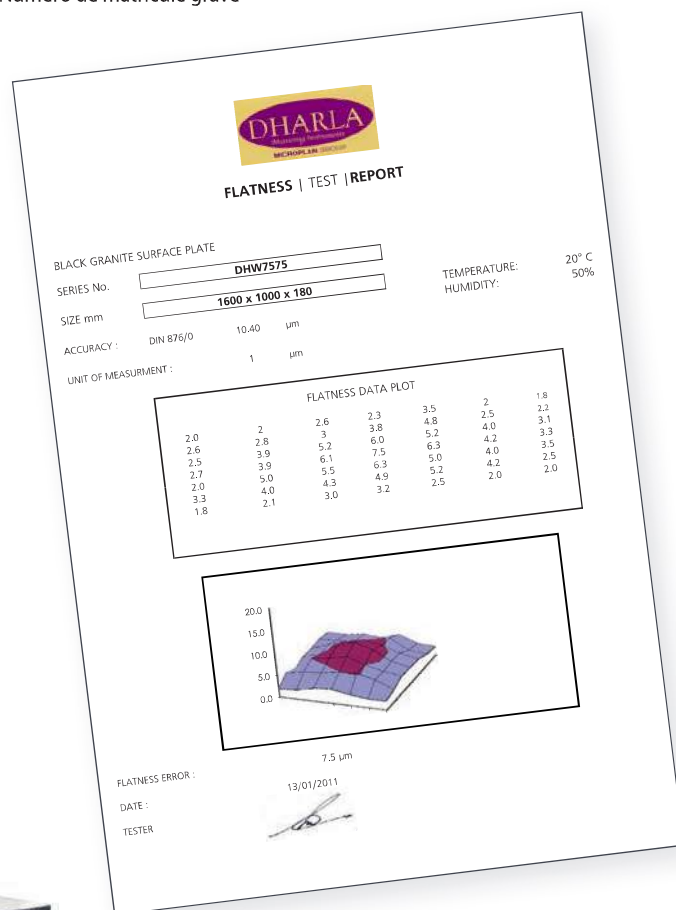 Numéro de matricule gravé
DHARLA
Measuring Instruments
MICROPLAN GROUP
FLATNESS | TEST | REPORT
BLACK GRANITE SURFACE PLATE
SERIES No. DHW7575
SIZE mm 1600 x 1000 x 180
TEMPERATURE: 20° C
HUMIDITY: 50%
ACCURACY : DIN 876/0 10.40 µm
UNIT OF MEASURMENT : 1 µm
FLATNESS DATA PLOT
2.0 2 2.6 2.3 3.5 2 1.8
2.6 2.8 3 3.8 4.8 2.5 2.2
2.5 3.9 5.2 6.0 5.2 4.0 3.1
2.7 3.9 6.1 7.5 6.3 4.2 3.3
2.0 5.0 5.5 6.3 5.0 4.0 3.5
3.3 4.0 4.3 4.9 5.2 4.2 2.5
1.8 2.1 3.0 3.2 2.5 2.0 2.0
20.0
15.0
10.0
5.0
0.0
FLATNESS ERROR : 7.5 µm
DATE : 13/01/2011
TESTER